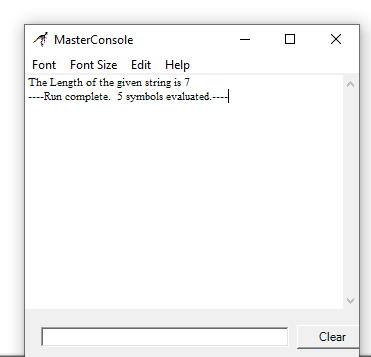 MasterConsole
Font Font Size Edit Help
The Length of the given string is 7
----Run complete.  5 symbols evaluated.----
Clear